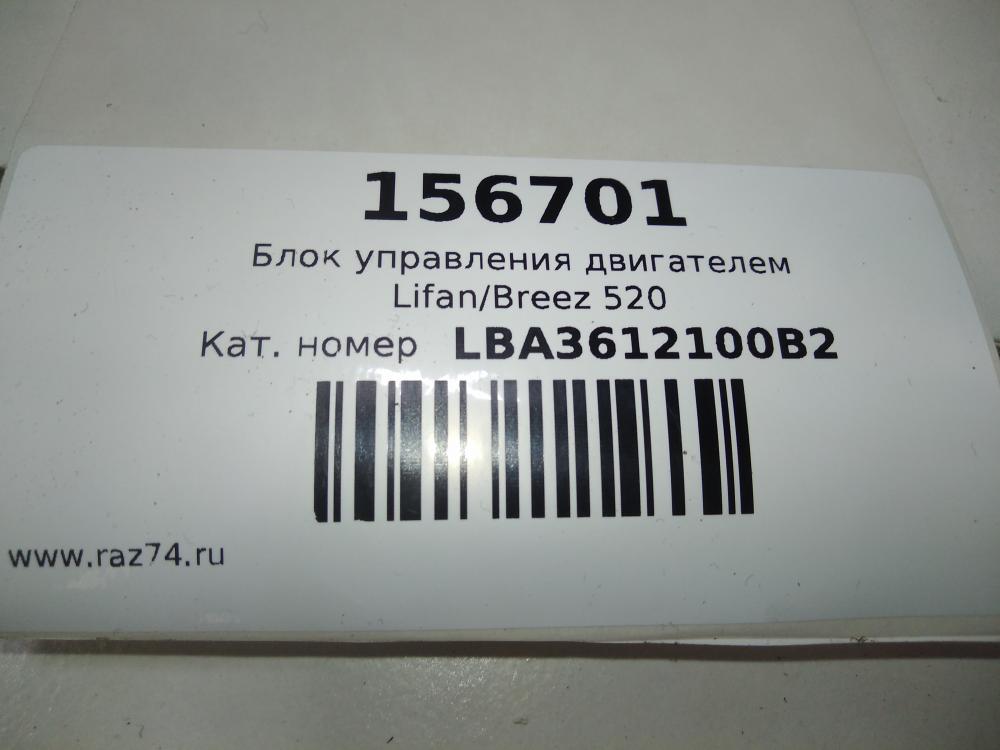 156701
Блок управления двигателем
Lifan/Breez 520
Кат. номер LBA3612100B2
www.raz74.ru